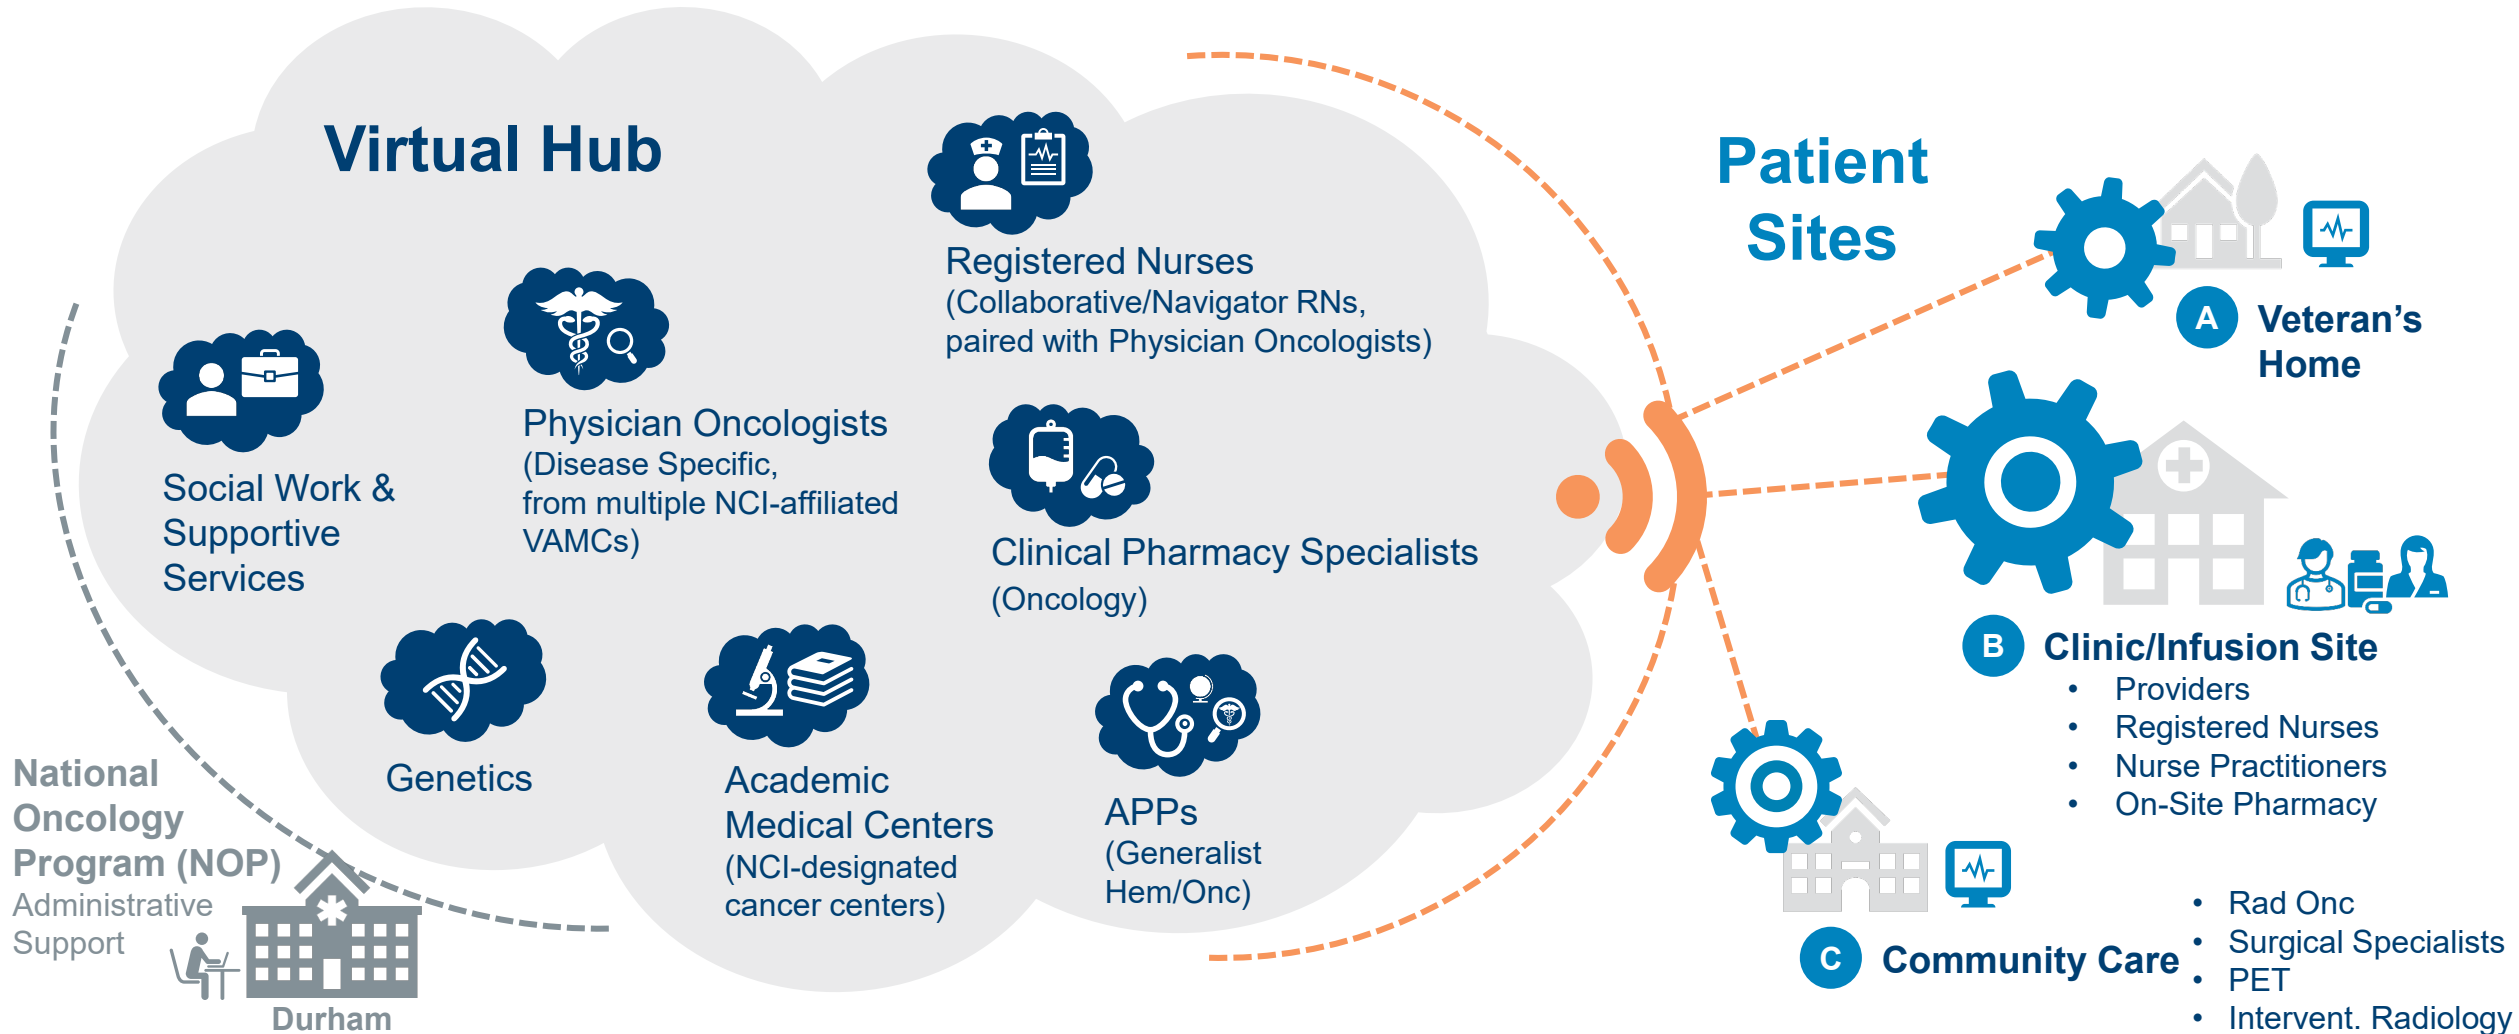 Virtual Hub
Registered Nurses
(Collaborative/Navigator RNs,
paired with Physician Oncologists)
Physician Oncologists
(Disease Specific,
from multiple NCI-affiliated
VAMCs)
Social Work &
Supportive
Services
Clinical Pharmacy Specialists
(Oncology)
Genetics
Academic
Medical Centers
(NCI-designated
cancer centers)
APPs
(Generalist
Hem/Onc)
National
Oncology
Program (NOP)
Administrative
Support
Durham
Patient
Sites
A Veteran’s
Home
B Clinic/Infusion Site
• Providers
• Registered Nurses
• Nurse Practitioners
• On-Site Pharmacy
C Community Care
• Rad Onc
• Surgical Specialists
• PET
• Intervent. Radiology